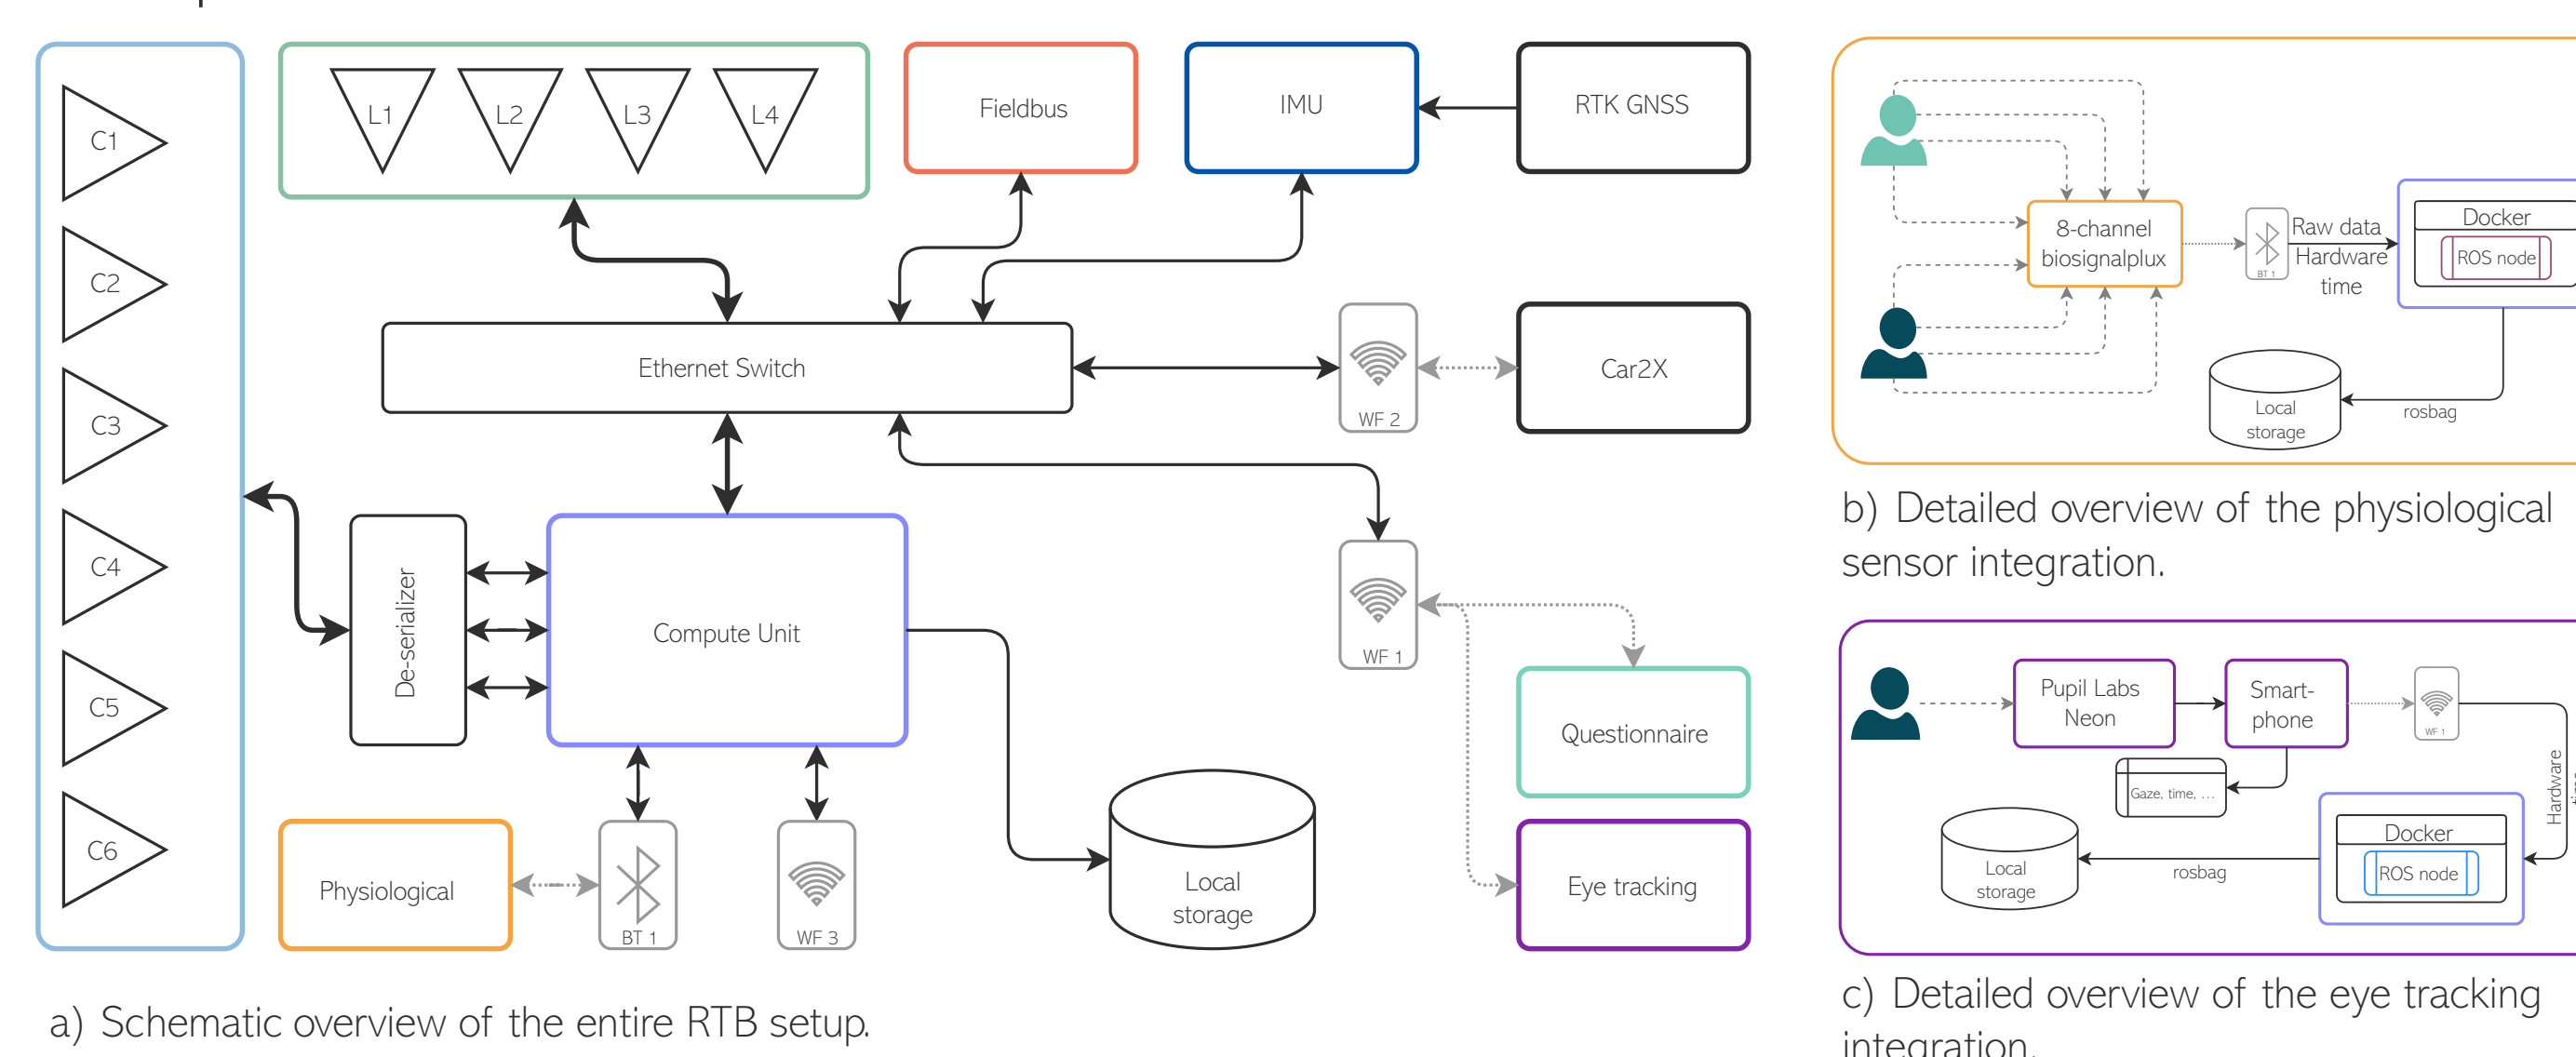 C1
C2
C3
C4
C5
C6
L1
L2
L3
L4
Fieldbus
IMU
RTK GNSS
Ethernet Switch
WF 2
Car2X
De-serializer
Compute Unit
WF 1
Questionnaire
Physiological
BT 1
WF 3
Local
storage
Eye tracking
a) Schematic overview of the entire RTB setup.
8-channel
biosignalplux
BT 1
Raw data
Hardware
time
Docker
ROS node
Local
storage
rosbag
b) Detailed overview of the physiological
sensor integration.
Pupil Labs
Neon
Smart-
phone
WF 1
Gaze, time, ...
Hardware
Docker
ROS node
rosbag
Local
storage
c) Detailed overview of the eye tracking
integration.